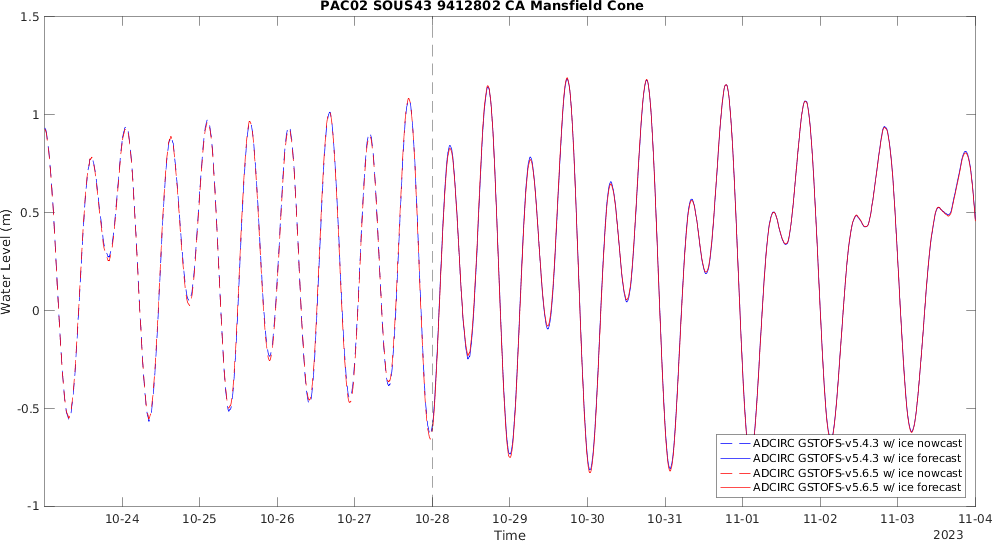 PAC02 SOUS43 9412802 CA Mansfield Cone
1.5
1
0.5
0
-0.5
-1
Water Level (m)
10-24 10-25 10-26 10-27 10-28 10-29 10-30 10-31 11-01 11-02 11-03 11-04
Time
2023
ADCIRC GSTOFS-v5.4.3 w/ ice nowcast
ADCIRC GSTOFS-v5.4.3 w/ ice forecast
ADCIRC GSTOFS-v5.6.5 w/ ice nowcast
ADCIRC GSTOFS-v5.6.5 w/ ice forecast